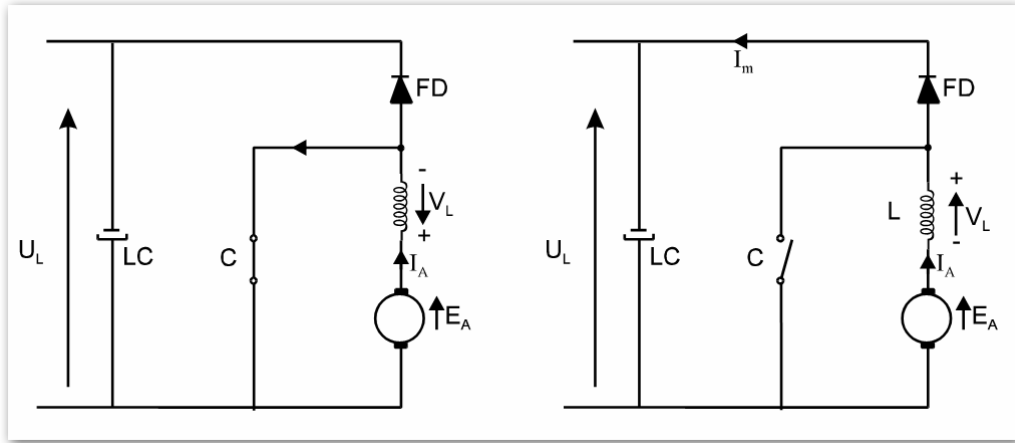 FD
-
V_L
+
U_L
LC
C
I_A
E_A
I_m
FD
+
L
V_L
-
U_L
LC
C
I_A
E_A